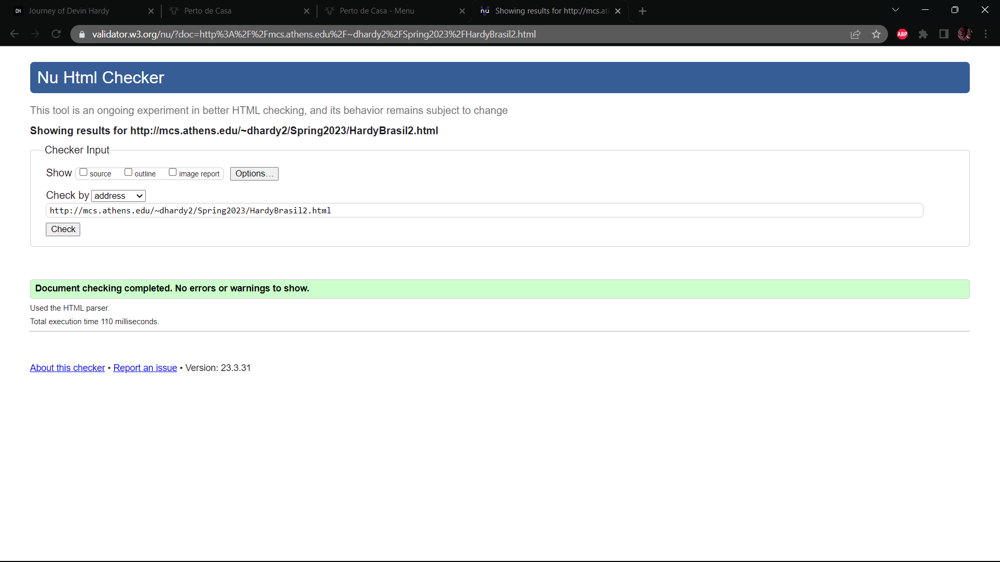 DH Journey of Devin Hardy
Perto de Casa
Perto de Casa - Menu
nu Showing results for http://mcs.at
validator.w3.org/nu/?doc=http%3A%2F%2Fmcs.athens.edu%2F~dhardy2%2FSpring2023%2FHardyBrasil2.html
ABP
Nu Html Checker
This tool is an ongoing experiment in better HTML checking, and its behavior remains subject to change
Showing results for http://mcs.athens.edu/~dhardy2/Spring2023/HardyBrasil2.html
Checker Input
Show source outline image report Options...
Check by address
http://mcs.athens.edu/~dhardy2/Spring2023/HardyBrasil2.html
Check
Document checking completed. No errors or warnings to show.
Used the HTML parser.
Total execution time 110 milliseconds.
About this checker • Report an issue • Version: 23.3.31